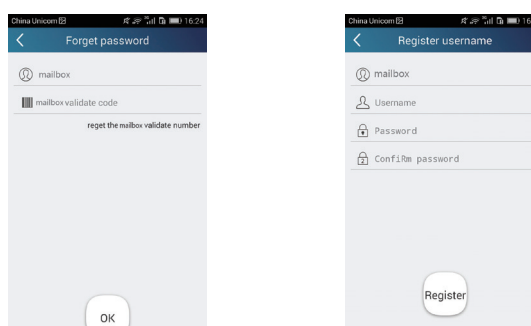 China Unicom 16:24
Forget password
mailbox
mailbox validate code
reget the mailbox validate number
OK
China Unicom 16
Register username
mailbox
Username
Password
ConfiRm password
Register